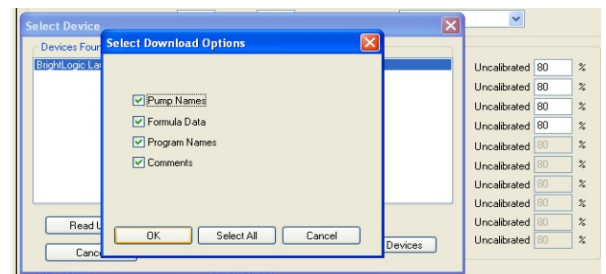 Select Device
Devices Four
BrightLogic La
Select Download Options
Pump Names
Formula Data
Program Names
Comments
OK
Select All
Cancel
Read U
Canc
Devices
Uncalibrated 80 %
Uncalibrated 80 %
Uncalibrated 80 %
Uncalibrated 80 %
Uncalibrated 80 %
Uncalibrated 80 %
Uncalibrated 80 %
Uncalibrated 80 %
Uncalibrated 80 %
Uncalibrated 80 %